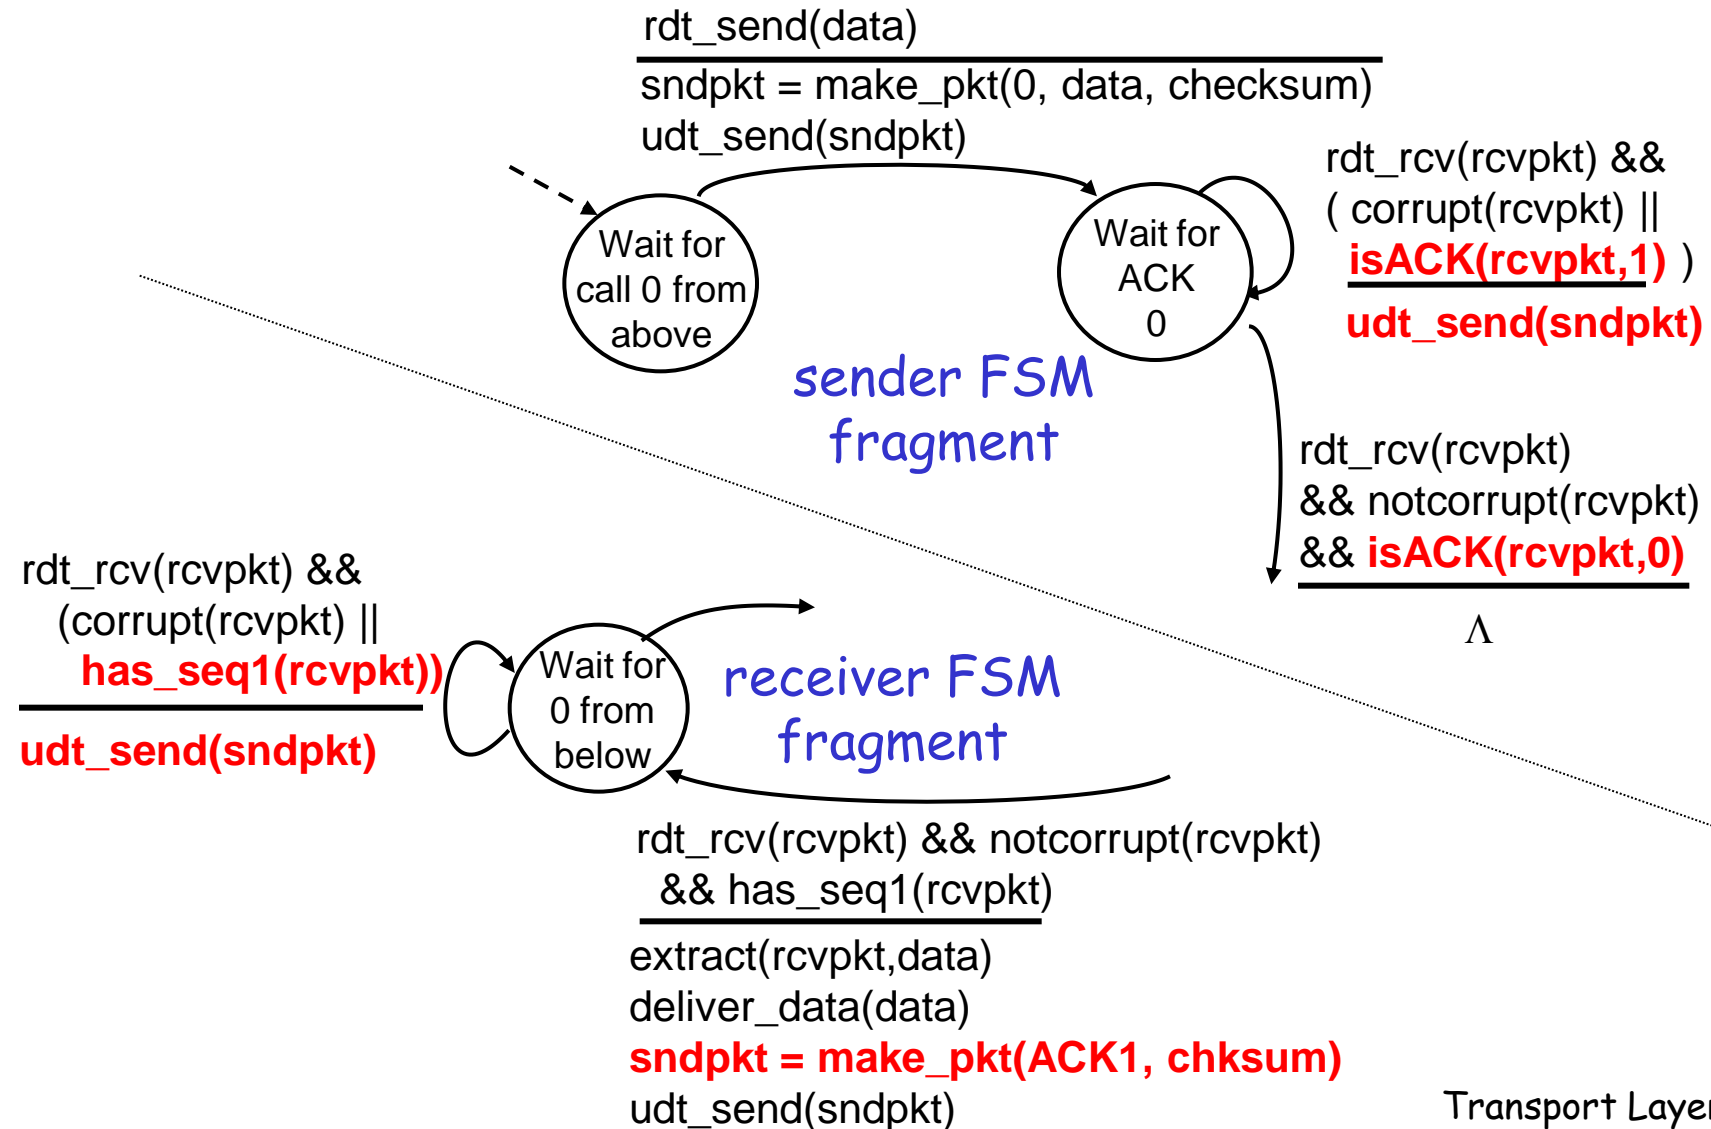 rdt_send(data)
sndpkt = make_pkt(0, data, checksum)
udt_send(sndpkt)
Wait for
call 0 from
above
Wait for
ACK
0
rdt_rcv(rcvpkt) &&
( corrupt(rcvpkt) ||
isACK(rcvpkt,1) )
udt_send(sndpkt)
sender FSM
fragment
rdt_rcv(rcvpkt)
&& notcorrupt(rcvpkt)
&& isACK(rcvpkt,0)
Λ
rdt_rcv(rcvpkt) &&
(corrupt(rcvpkt) ||
has_seq1(rcvpkt))
udt_send(sndpkt)
Wait for
0 from
below
receiver FSM
fragment
rdt_rcv(rcvpkt) && notcorrupt(rcvpkt)
&& has_seq1(rcvpkt)
extract(rcvpkt,data)
deliver_data(data)
sndpkt = make_pkt(ACK1, chksum)
udt_send(sndpkt)
Transport Layer